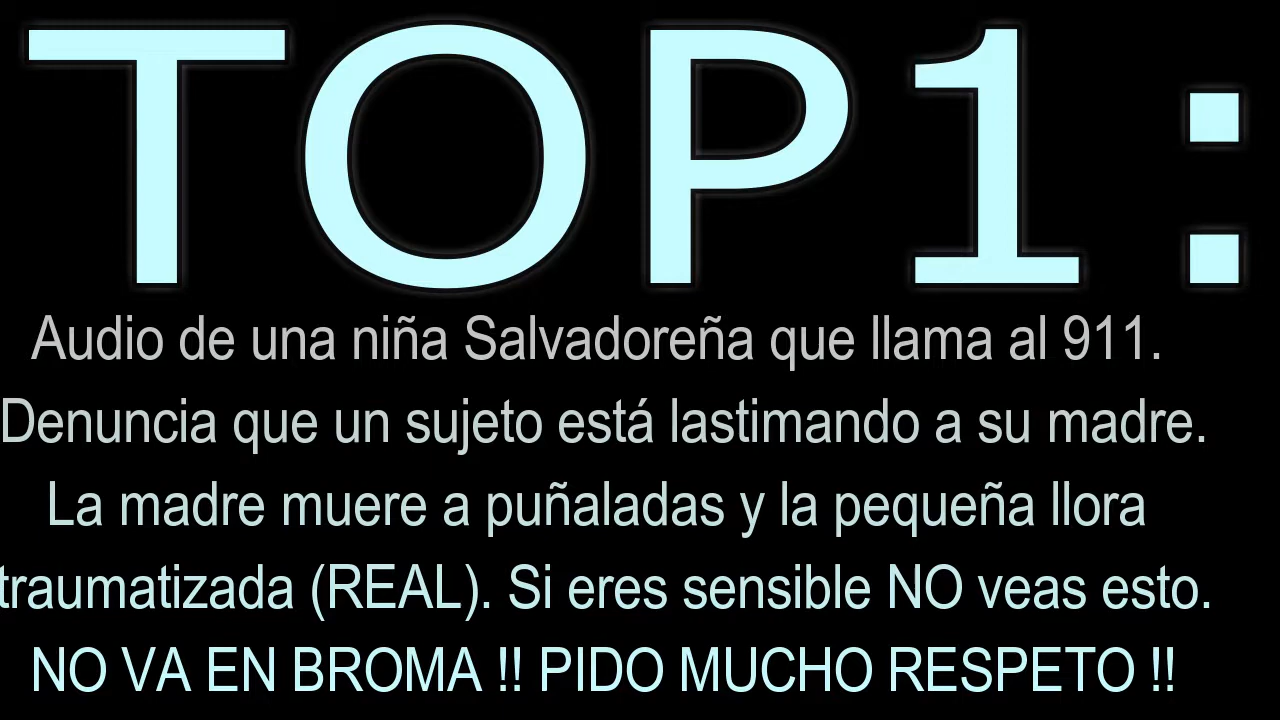 TOP1:
Audio de una niña Salvadoreña que llama al 911.
Denuncia que un sujeto está lastimando a su madre.
La madre muere a puñaladas y la pequeña llora
traumatizada (REAL). Si eres sensible NO veas esto.
NO VA EN BROMA !! PIDO MUCHO RESPETO !!